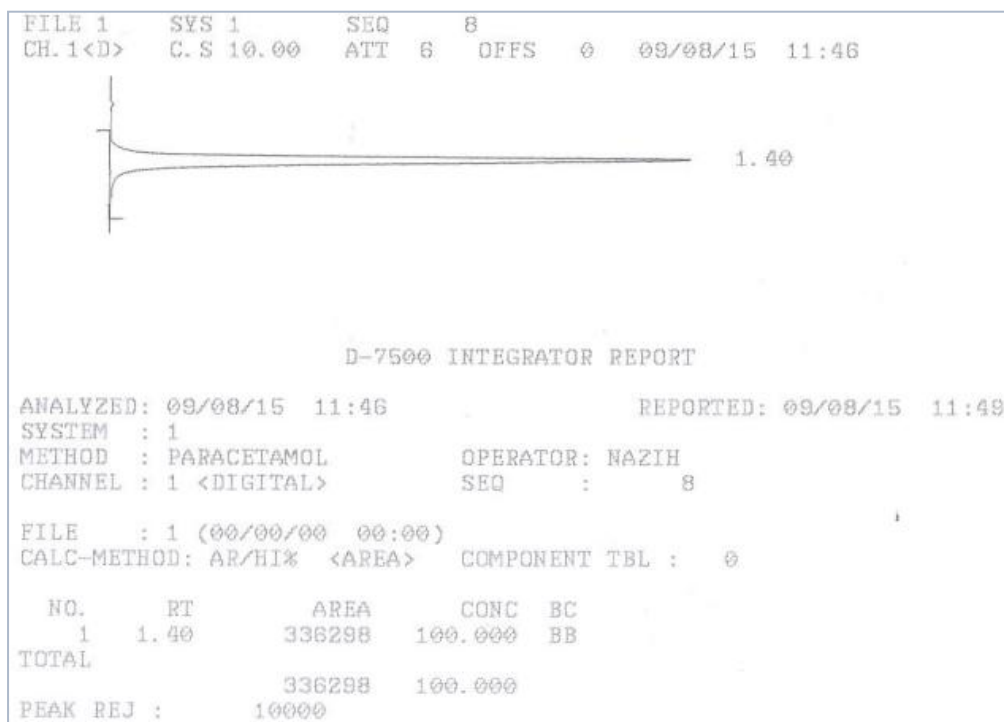 FILE 1 SYS 1 SEQ 8
CH.1<D> C.S 10.00 ATT 6 OFFS 0 09/08/15 11:46
1.40
D-7500 INTEGRATOR REPORT
ANALYZED: 09/08/15 11:46 REPORTED: 09/08/15 11:49
SYSTEM : 1
METHOD : PARACETAMOL OPERATOR: NAZIH
CHANNEL : 1 <DIGITAL> SEQ : 8
FILE : 1 (00/00/00 00:00)
CALC-METHOD: AR/HI% <AREA> COMPONENT TBL : 0
NO. RT AREA CONC BC
1 1.40 336298 100.000 BB
TOTAL
336298 100.000
PEAK REJ : 10000